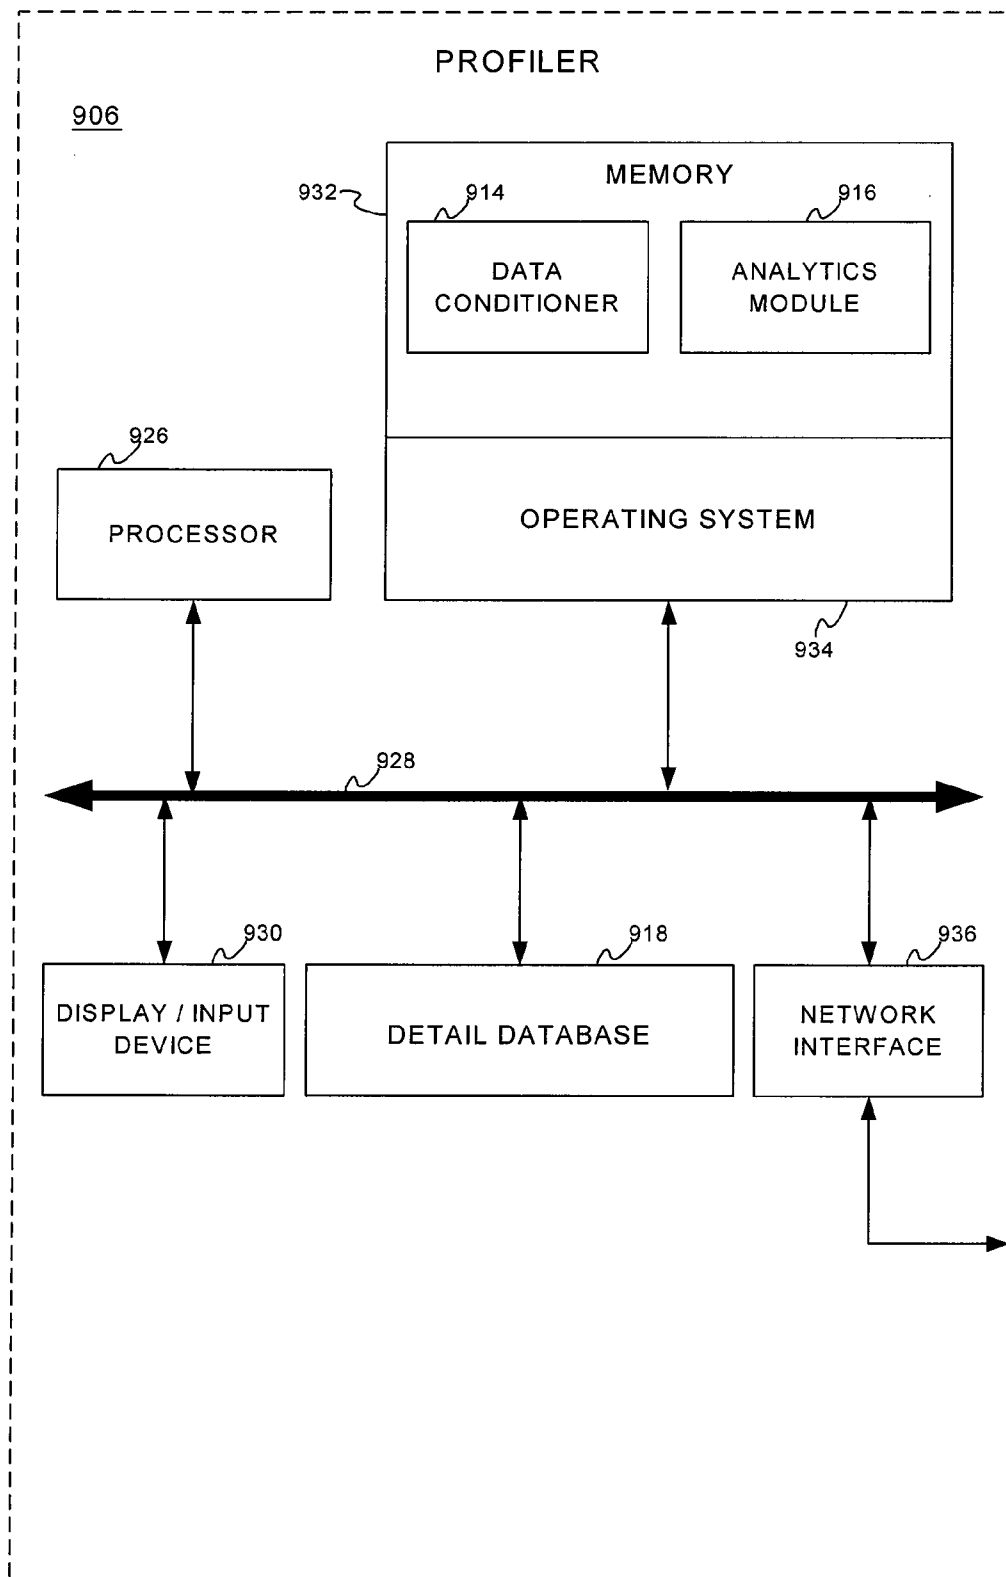 PROFILER
906
MEMORY
932
914
916
DATA
CONDITIONER
ANALYTICS
MODULE
926
PROCESSOR
OPERATING SYSTEM
934
928
930
918
936
DISPLAY / INPUT
DEVICE
DETAIL DATABASE
NETWORK
INTERFACE